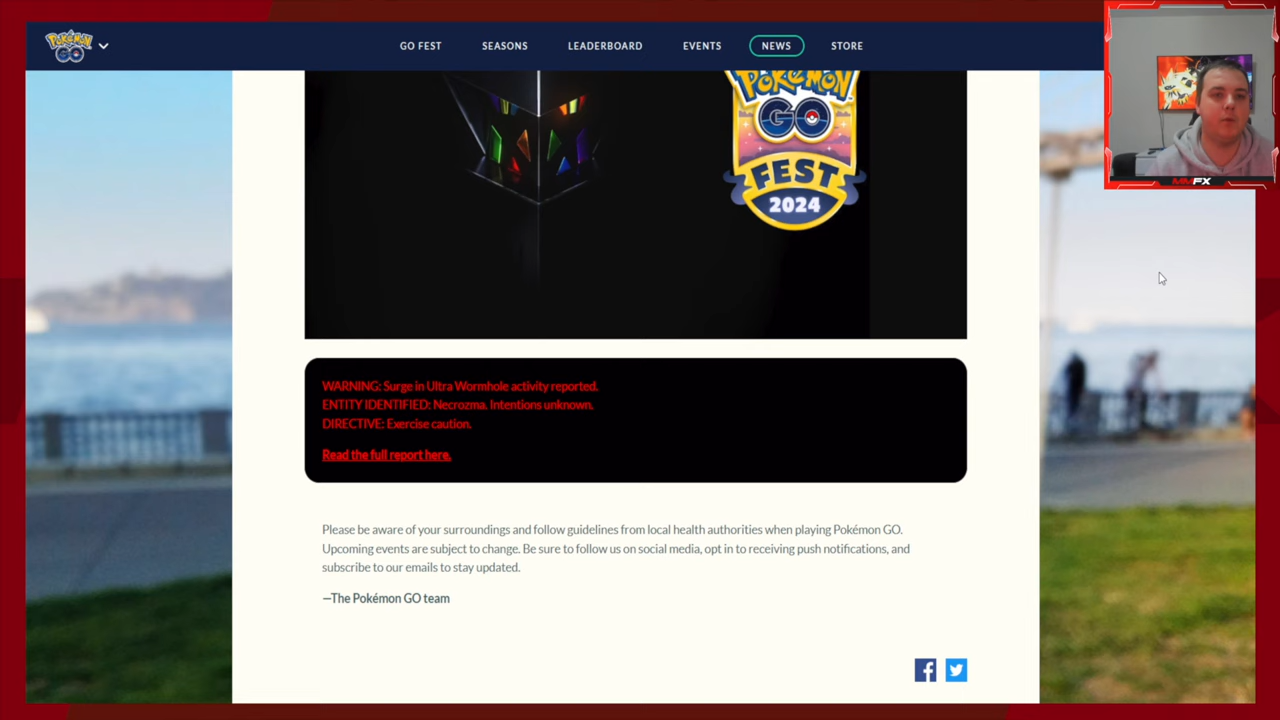 Pokémon
GO
GO FEST
SEASONS
LEADERBOARD
EVENTS
NEWS
STORE
MMFX
Pokémon
GO
FEST
2024
WARNING: Surge in Ultra Wormhole activity reported.
ENTITY IDENTIFIED: Necrozma. Intentions unknown.
DIRECTIVE: Exercise caution.
Read the full report here.
Please be aware of your surroundings and follow guidelines from local health authorities when playing Pokémon GO.
Upcoming events are subject to change. Be sure to follow us on social media, opt in to receiving push notifications, and
subscribe to our emails to stay updated.
—The Pokémon GO team